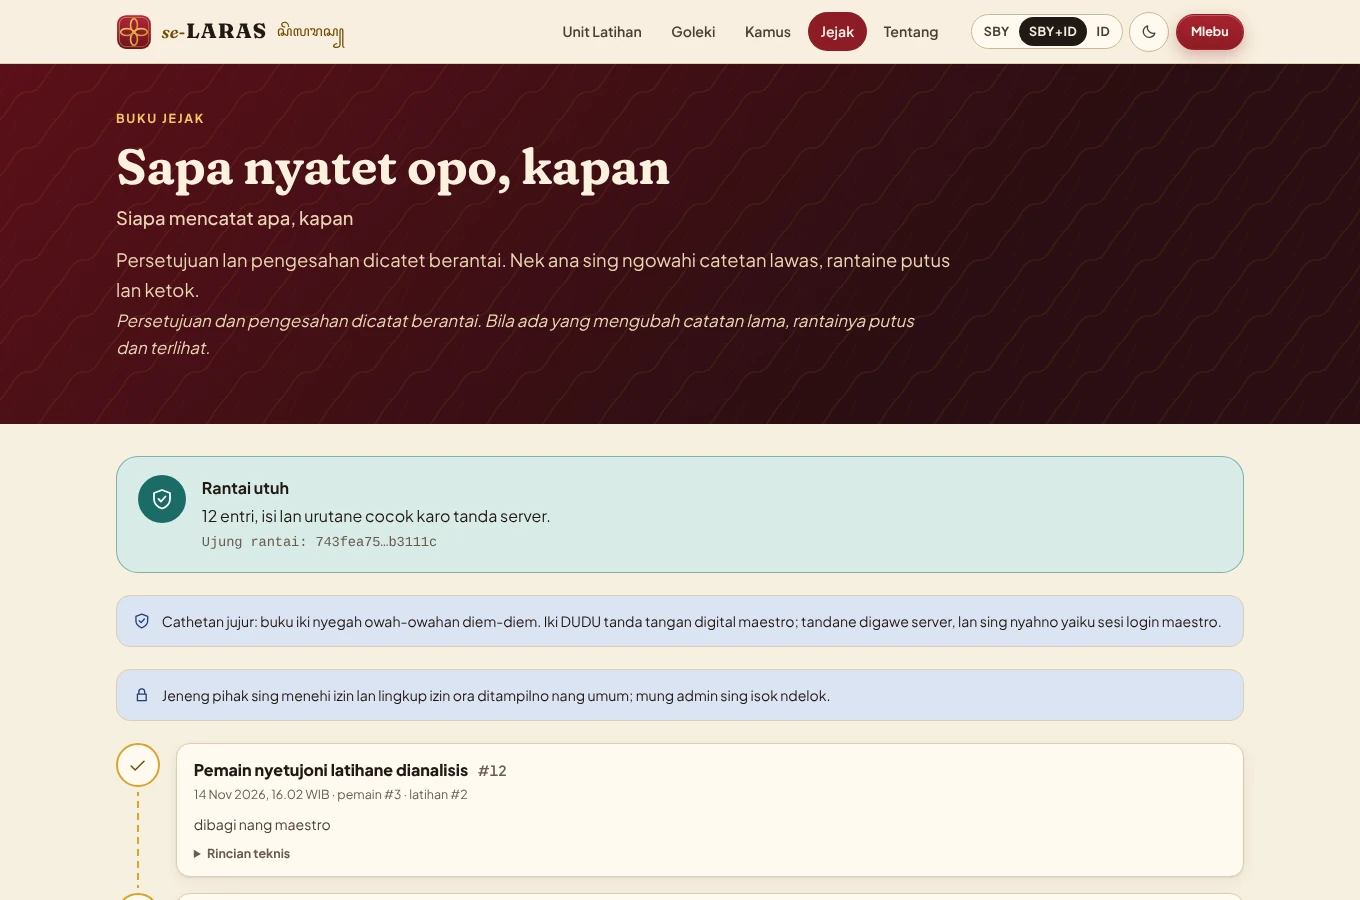 se-LARAS
Unit Latihan
Goleki
Kamus
Jejak
Tentang
SBY
SBY+ID
ID
Mlebu
BUKU JEJAK
Sapa nyatet opo, kapan
Siapa mencatat apa, kapan
Persetujuan lan pengesahan dicatet berantai. Nek ana sing ngowahi catetan lawas, rantaine putus
lan ketok.
Persetujuan dan pengesahan dicatat berantai. Bila ada yang mengubah catatan lama, rantainya putus
dan terlihat.
Rantai utuh
12 entri, isi lan urutane cocok karo tanda server.
Ujung rantai: 743fea75…b3111c
Cathetan jujur: buku iki nyegah owah-owahan diem-diem. Iki DUDU tanda tangan digital maestro; tandane digawe server, lan sing nyahno yaiku sesi login maestro.
Jeneng pihak sing menehi izin lan lingkup izin ora ditampilno nang umum; mung admin sing isok ndelok.
Pemain nyetujoni latihane dianalisis #12
14 Nov 2026, 16.02 WIB · pemain #3 · latihan #2
dibagi nang maestro
Rincian teknis